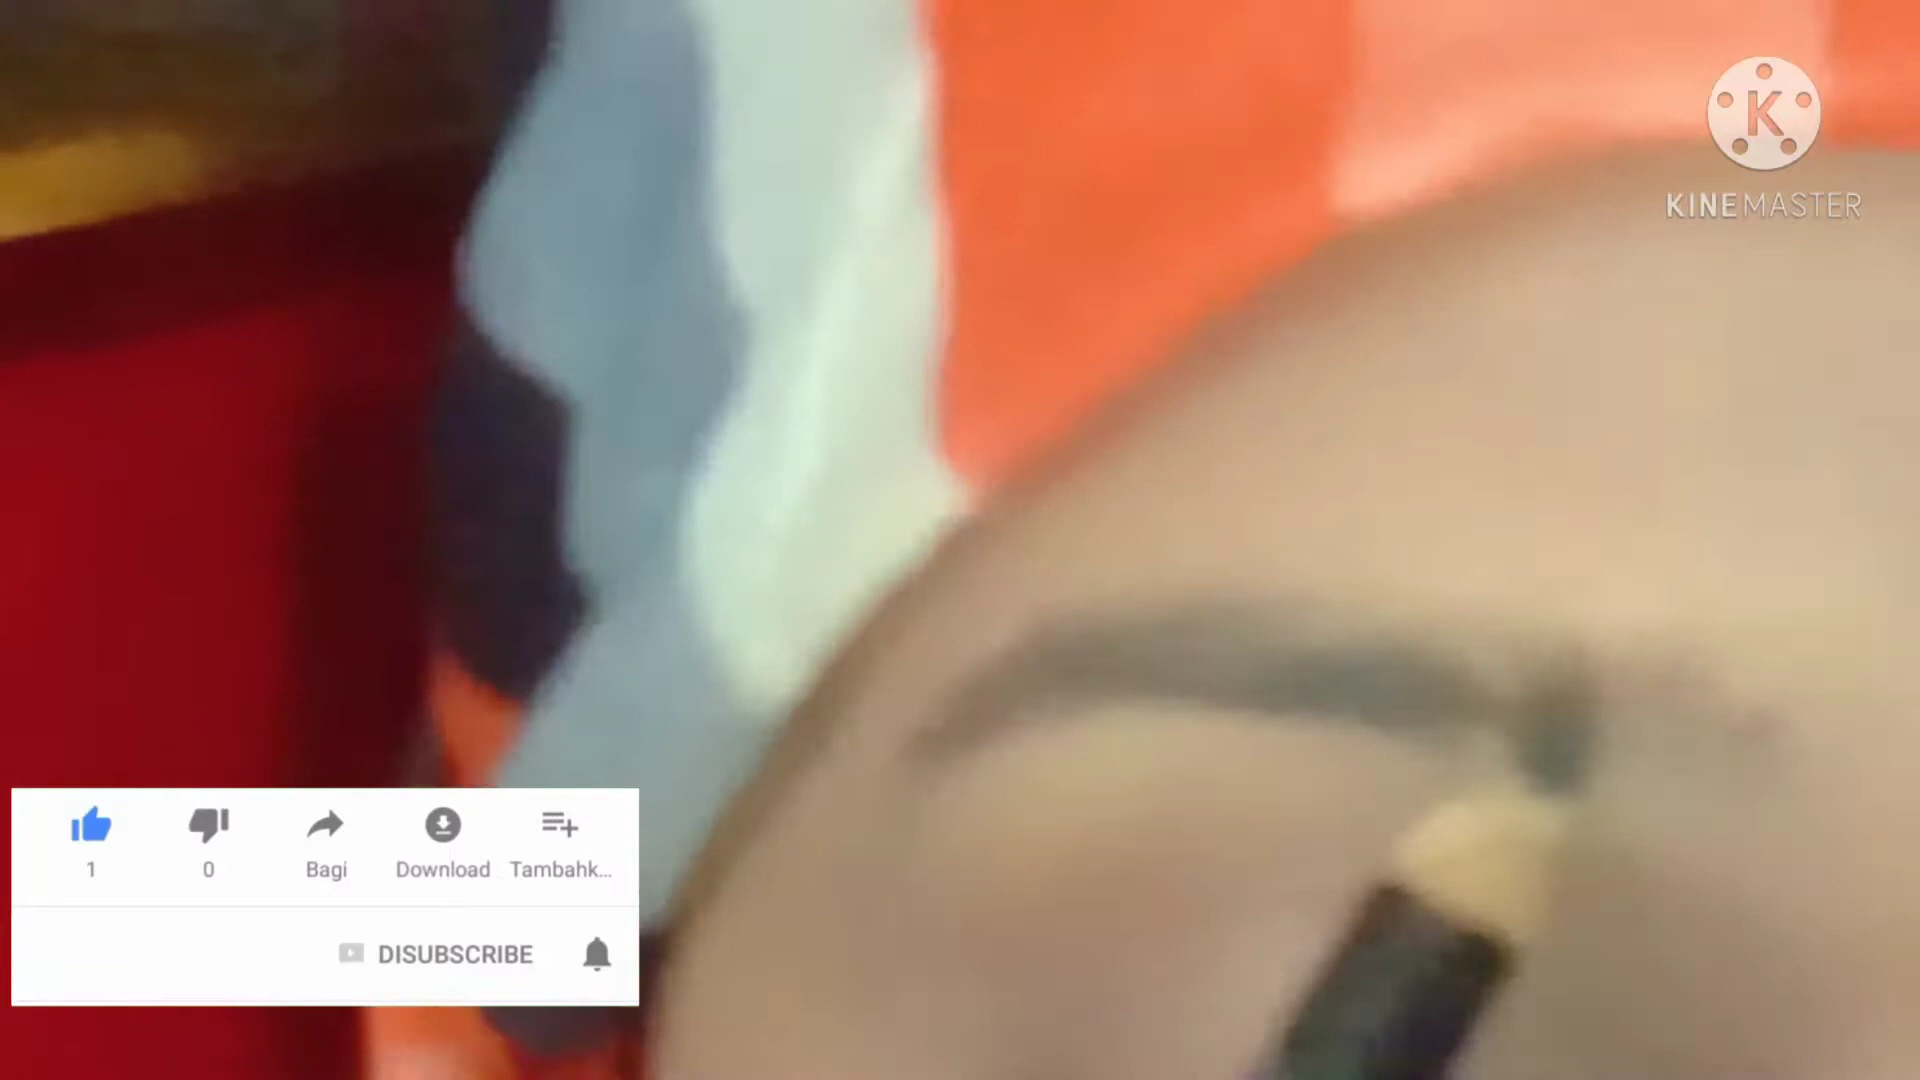 K
KINEMASTER
1
0
Bagi
Download
Tambahk...
DISUBSCRIBE